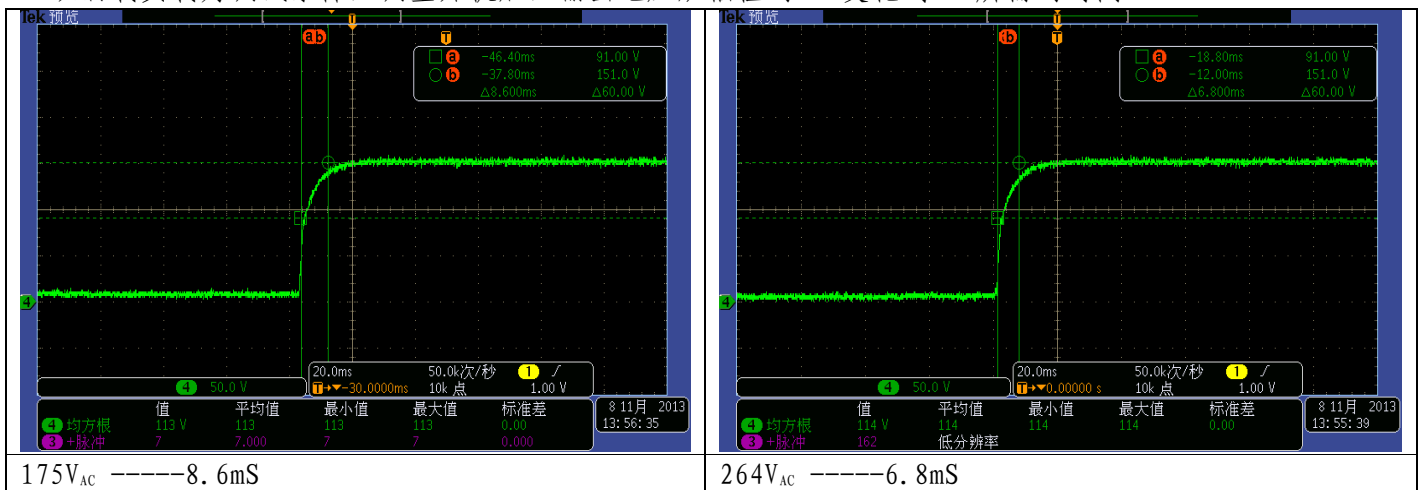 Tek 预览
a b
T
a -46.40ms 91.00 V
b -37.80ms 151.0 V
△8.600ms △60.00 V
4
20.0ms 50.0k次/秒 1
4 50.0 V
T→▼-30.0000ms 10k 点 1.00 V
值 平均值 最小值 最大值 标准差
4 均方根 113 V 113 113 113 0.00
3 +脉冲 7 7.000 7 7 0.000
8 11月 2013
13:56:35
175VAC -----8.6mS
Tek 预览
b
T
a -18.80ms 91.00 V
b -12.00ms 151.0 V
△6.800ms △60.00 V
4
20.0ms 50.0k次/秒 1
4 50.0 V
T→▼0.00000 s 10k 点 1.00 V
值 平均值 最小值 最大值 标准差
4 均方根 114 V 114 114 114 0.00
3 +脉冲 162 低分辨率
8 11月 2013
13:55:39
264VAC -----6.8mS